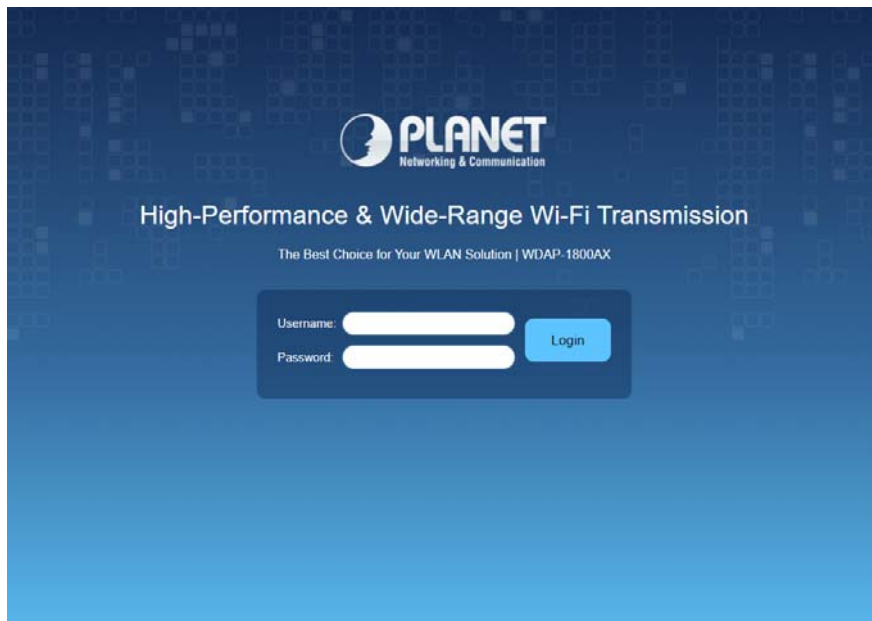 PLANET
Networking & Communication
High-Performance & Wide-Range Wi-Fi Transmission
The Best Choice for Your WLAN Solution | WDAP-1800AX
Username:
Login
Password: